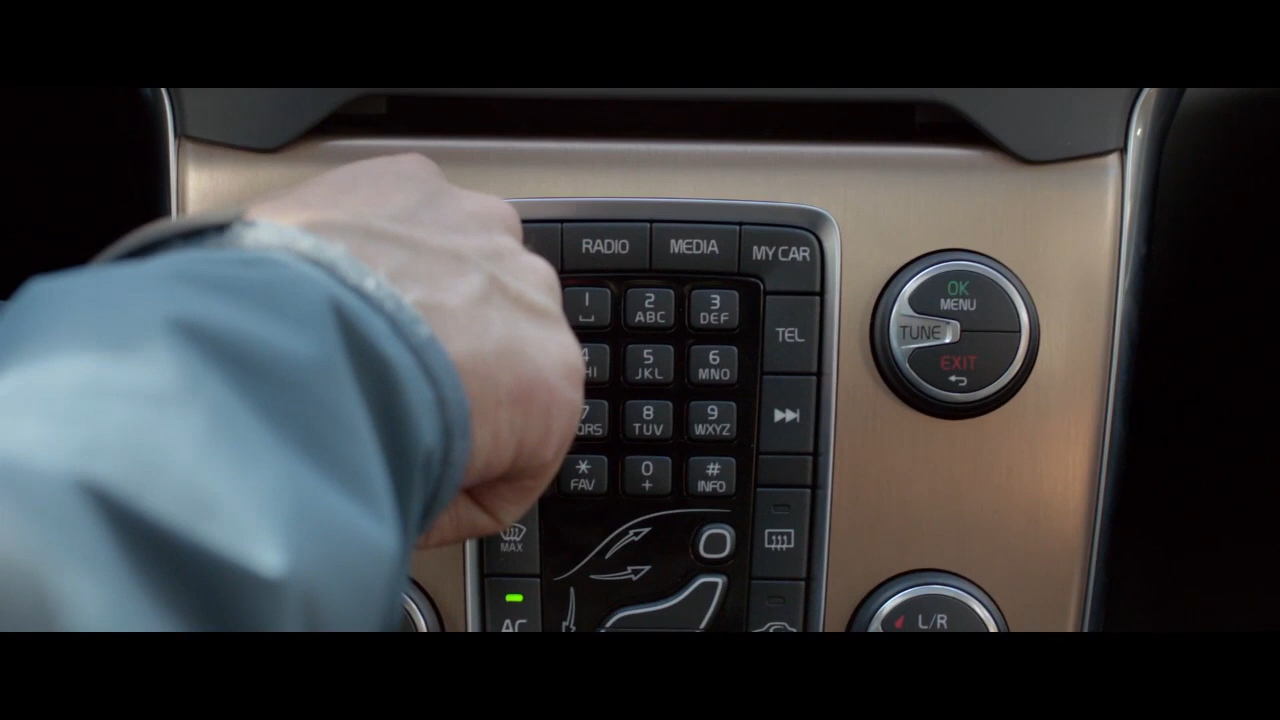 RADIO
MEDIA
MY CAR
1
2
ABC
3
DEF
TEL
5
JKL
6
MNO
7
8
TUV
9
WXYZ
*
FAV
0
+
#
INFO
MAX
AC
OK
MENU
TUNE
EXIT
L/R